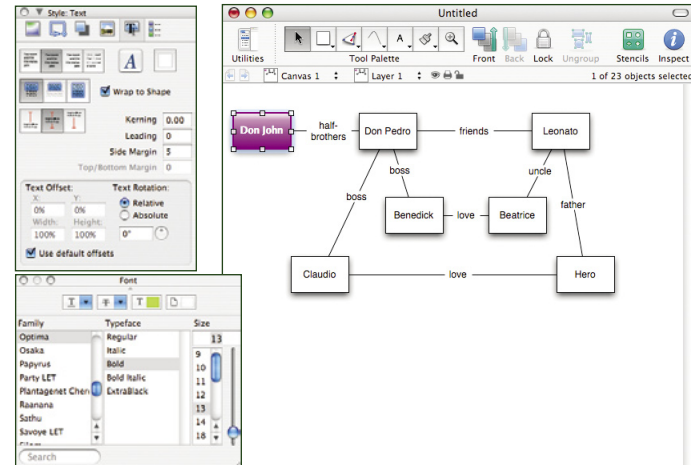 Style: Text
Wrap to Shape
Kerning 0.00
Leading 0
Side Margin 5
Top/Bottom Margin 0
Text Offset: Text Rotation:
X: Y:
0% 0%
Width: Height:
100% 100%
Relative
Absolute
0°
Use default offsets
Font
Family Typeface Size
13
Optima Regular
Osaka Italic 9
Papyrus Bold 10
Party LET Bold Italic 11
Plantagenet Cher ExtraBlack 12
Raanana 13
Sathu 14
Savoye LET 18
Search
Untitled
A
Utilities Tool Palette Front Back Lock Ungroup Stencils Inspect
Canvas 1 Layer 1 1 of 23 objects selected
Don John
half-
brothers
Don Pedro
friends
Leonato
boss
boss
uncle
father
Benedick
love
Beatrice
Claudio
love
Hero